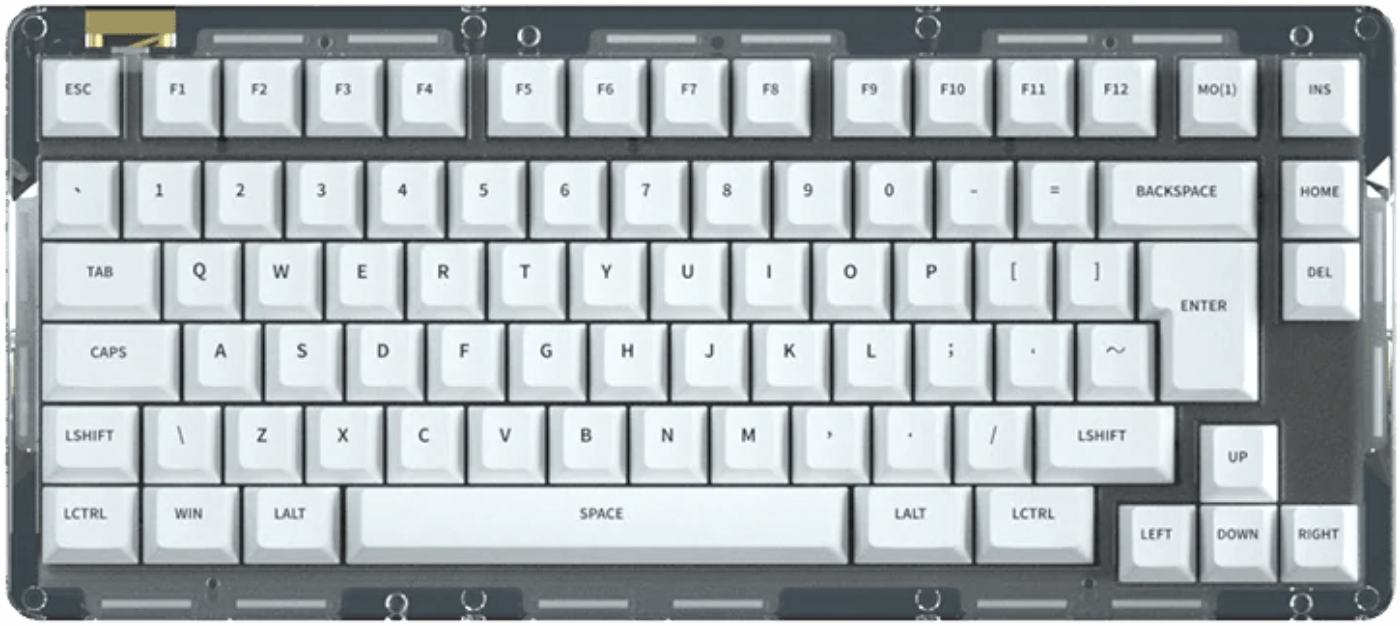 ESC F1 F2 F3 F4 F5 F6 F7 F8 F9 F10 F11 F12 MO(1) INS
` 1 2 3 4 5 6 7 8 9 0 - = BACKSPACE HOME
TAB Q W E R T Y U I O P [ ] ENTER DEL
CAPS A S D F G H J K L ; · ~
LSHIFT \ Z X C V B N M , . / LSHIFT UP
LCTRL WIN LALT SPACE LALT LCTRL LEFT DOWN RIGHT